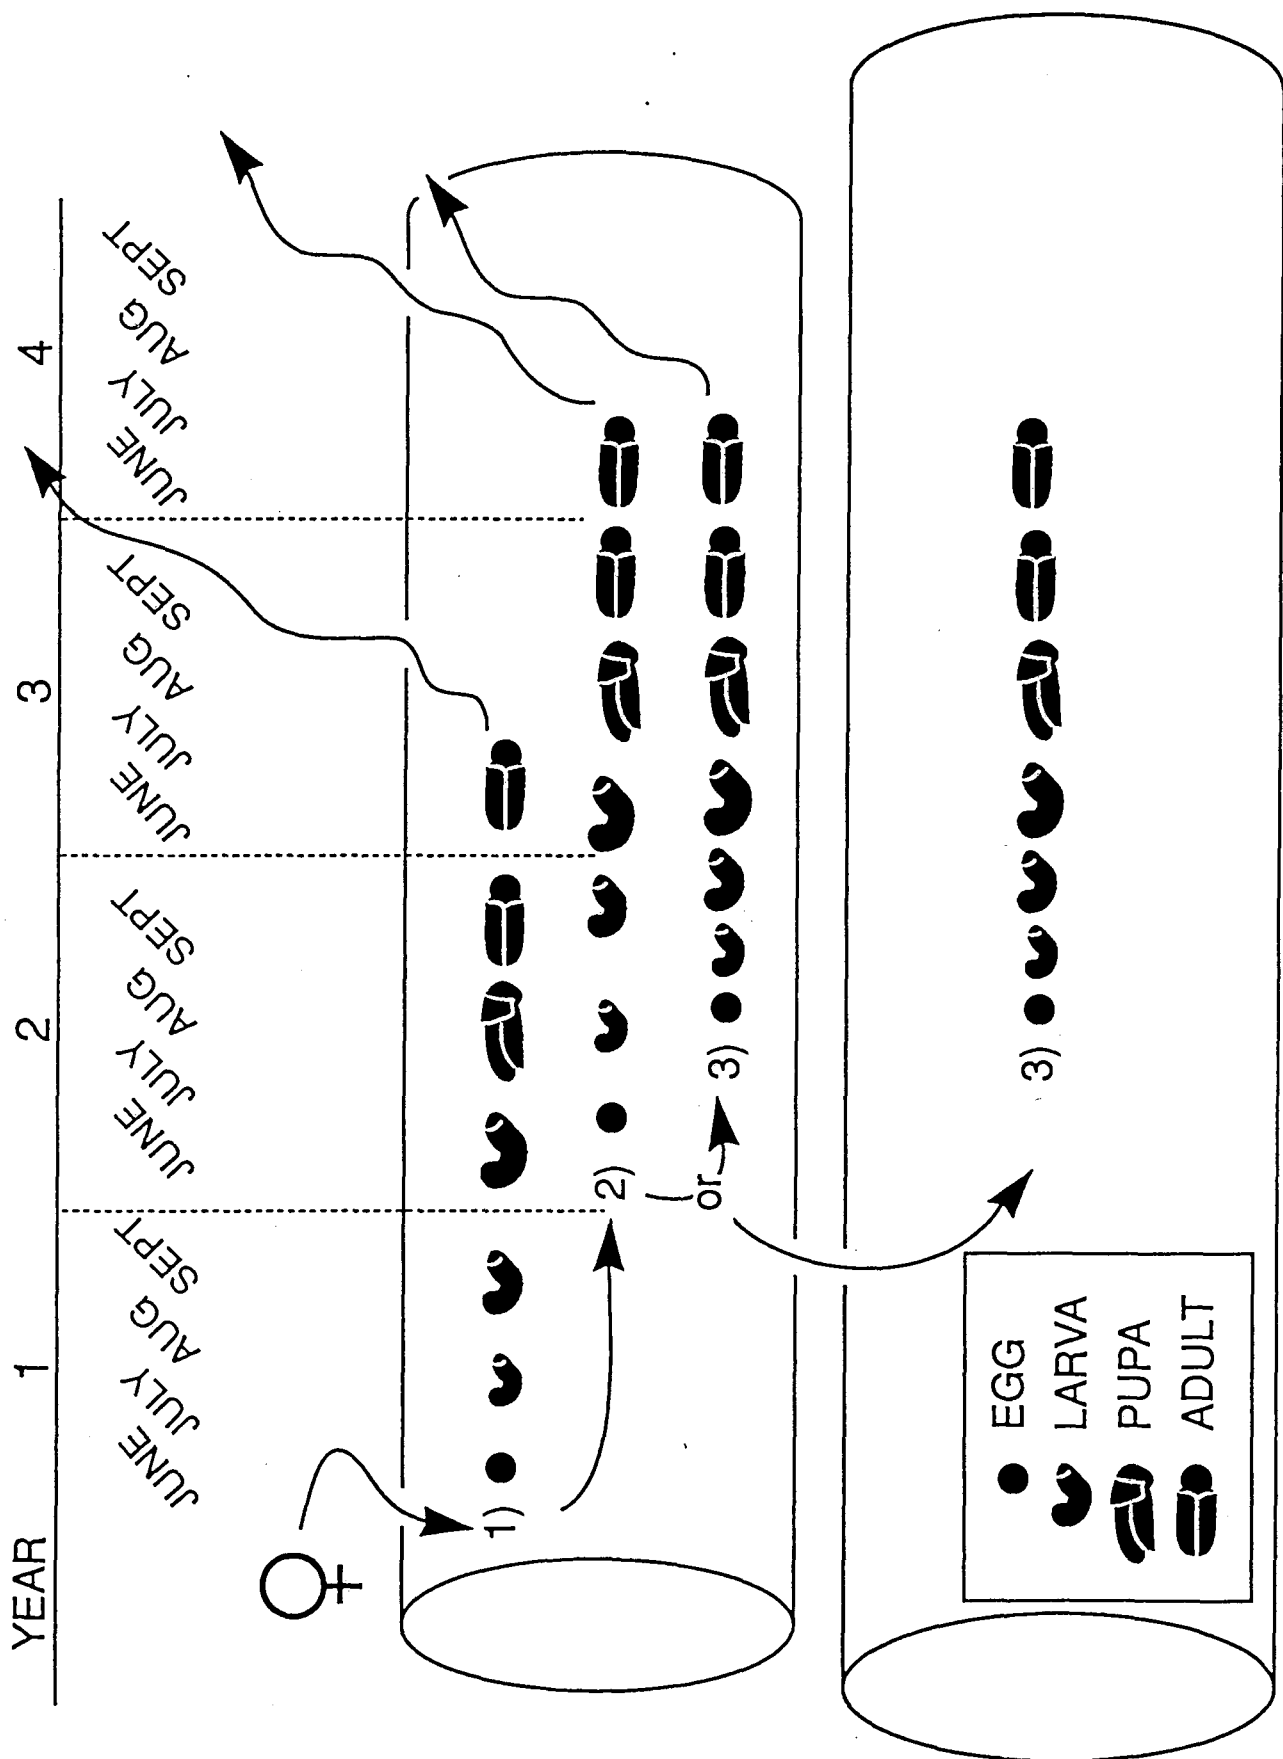 YEAR 1 2 3 4
JUNE JULY AUG SEPT JUNE JULY AUG SEPT JUNE JULY AUG SEPT JUNE JULY AUG SEPT
1)
2)
or
3)
3)
EGG
LARVA
PUPA
ADULT